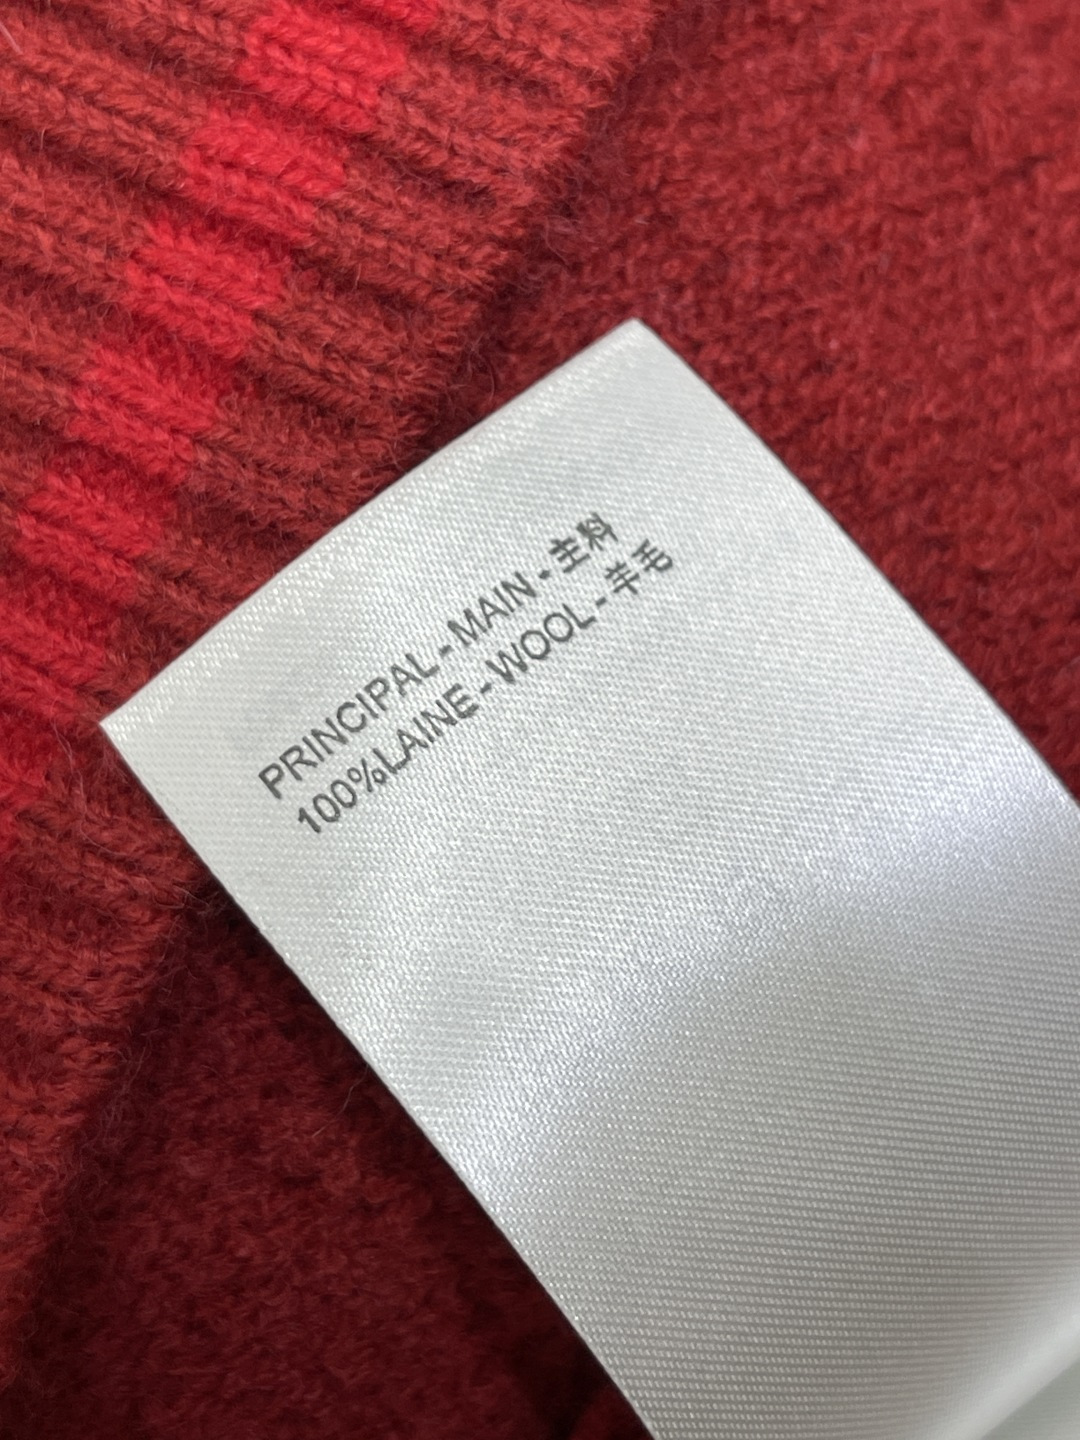 PRINCIPAL - MAIN - 主料
100%LAINE - WOOL - 羊毛